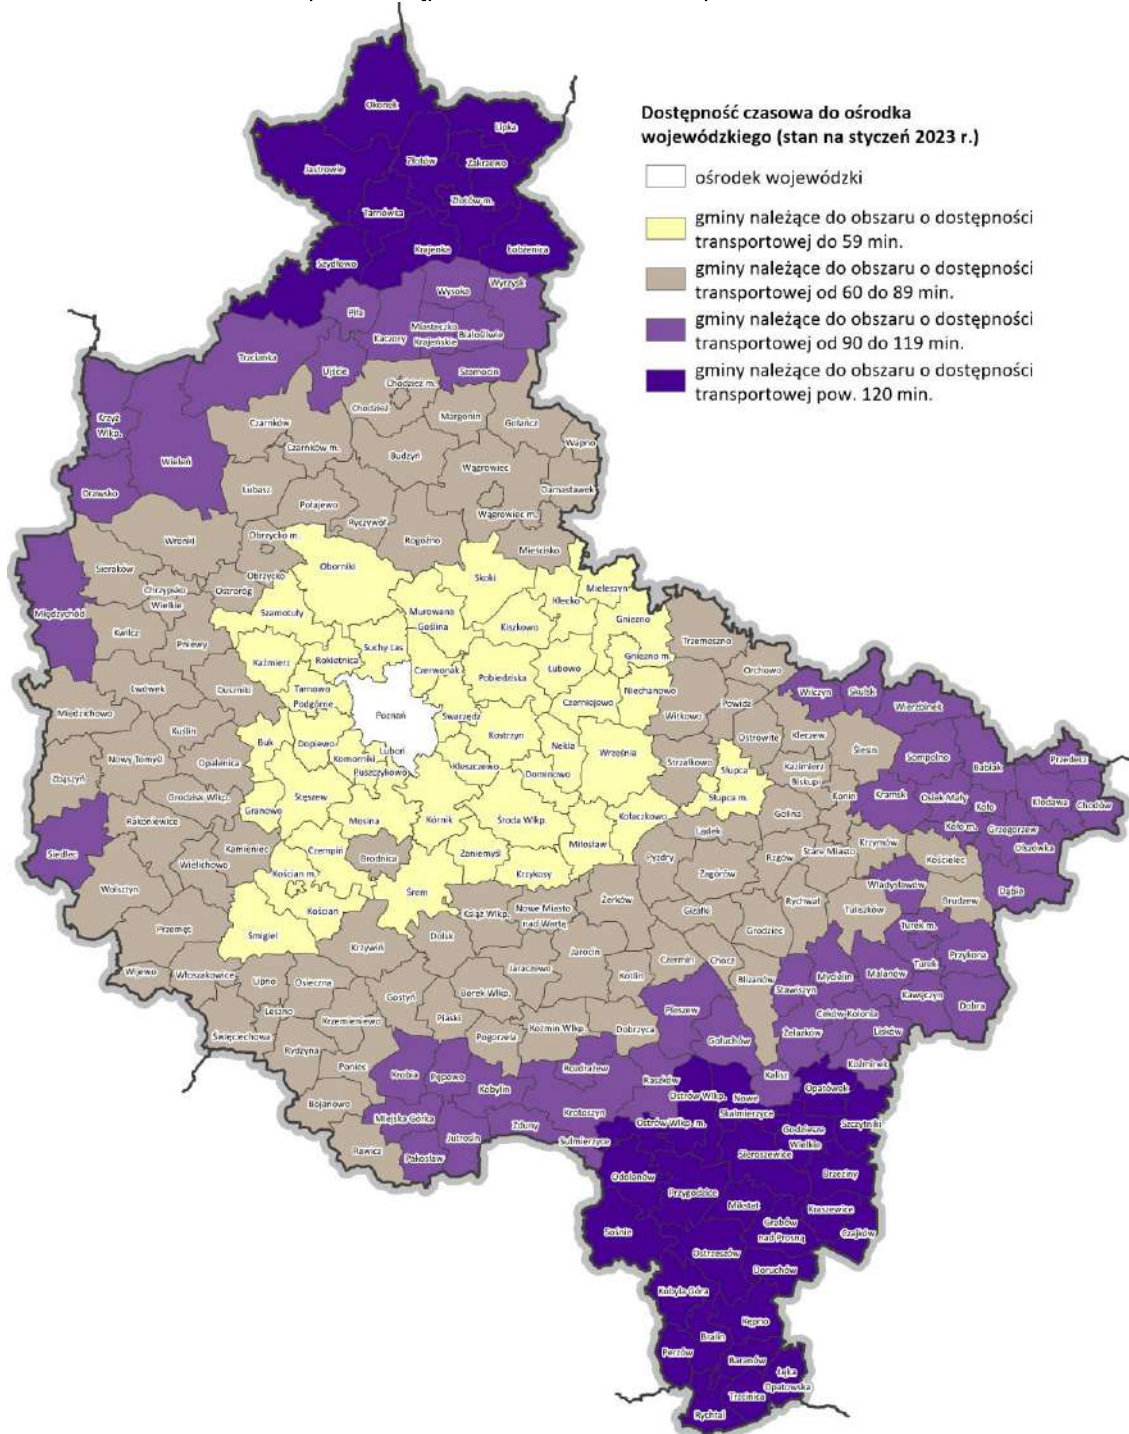 Dostępność czasowa do ośrodka
wojewódzkiego (stan na styczeń 2023 r.)
ośrodek wojewódzki
gminy należące do obszaru o dostępności
transportowej do 59 min.
gminy należące do obszaru o dostępności
transportowej od 60 do 89 min.
gminy należące do obszaru o dostępności
transportowej od 90 do 119 min.
gminy należące do obszaru o dostępności
transportowej pow. 120 min.
Okonek
Lipka
Jastrowie
Złotów
Zakrzewo
Złotów m.
Tarnówka
Krajenka
Łobżenica
Szydłowo
Wysoka
Wyrzysk
Piła
Miasteczko
Krajeńskie
Białośliwie
Kaczory
Trzcianka
Ujście
Szamocin
Chodzież m.
Chodzież
Margonin
Gołańcz
Krzyż
Wlkp.
Czarnków
Czarnków m.
Budzyń
Wapno
Wągrowiec
Wieleń
Drawsko
Lubasz
Połajewo
Damasławek
Ryczywół
Wągrowiec m.
Rogoźno
Mieścisko
Wronki
Obrzycko m.
Sieraków
Obrzycko
Oborniki
Skoki
Mieleszyn
Chrzypsko
Wielkie
Ostroróg
Kłecko
Międzychód
Szamotuły
Murowana
Goślina
Kiszkowo
Gniezno
Kwilcz
Pniewy
Trzemeszno
Suchy Las
Gniezno m.
Kaźmierz
Rokietnica
Czerwonak
Łubowo
Orchowo
Pobiedziska
Lwówek
Duszniki
Tarnowo
Podgórne
Niechanowo
Wilczyn
Skulsk
Czerniejewo
Powidz
Wierzbinek
Międzichowo
Poznań
Swarzędz
Witkowo
Kuślin
Kostrzyn
Ostrowite
Kleczew
Buk
Dopiewo
Luboń
Nekla
Września
Ślesin
Nowy Tomyśl
Opalenica
Komorniki
Puszczykowo
Kleszczewo
Strzałkowo
Słupca
Kazimierz
Biskupi
Sompolno
Babiak
Przedecz
Zbąszyń
Dominowo
Słupca m.
Grodzisk Wlkp.
Stęszew
Konin
Kramsk
Osiek Mały
Koło
Kłodawa
Chodów
Granowo
Mosina
Kórnik
Środa Wlkp.
Kołaczkowo
Golina
Rakoniewice
Koło m.
Grzegorzew
Lądek
Siedlec
Kamieniec
Czempiń
Brodnica
Zaniemyśl
Miłosław
Rzgów
Stare Miasto
Krzymów
Olszówka
Wielichowo
Kościan m.
Krzykosy
Pyzdry
Zagórów
Kościelec
Śrem
Władysławów
Dąbie
Wolsztyn
Kościan
Żerków
Rychwał
Tuliszków
Brudzew
Książ Wlkp.
Nowe Miasto
nad Wartą
Gizałki
Przemęt
Śmigiel
Dolsk
Grodziec
Turek m.
Krzywiń
Jarocin
Turek
Przykona
Czermin
Chocz
Wijewo
Włoszakowice
Lipno
Osieczna
Jaraczewo
Kotlin
Blizanów
Mycielin
Malanów
Gostyń
Borek Wlkp.
Stawiszyn
Kawęczyn
Dobra
Leszno
Pleszew
Krzemieniewo
Piaski
Ceków-Kolonia
Święciechowa
Pogorzela
Koźmin Wlkp.
Dobrzyca
Żelazków
Lisków
Rydzyna
Gołuchów
Poniec
Koźminek
Krobia
Pępowo
Kobylin
Rozdrażew
Raszków
Kalisz
Opatówek
Bojanowo
Ostrów Wlkp.
Nowe
Skalmierzyce
Miejska Górka
Krotoszyn
Zduny
Ostrów Wlkp. m.
Godziesze
Wielkie
Szczytniki
Jutrosin
Sulmierzyce
Rawicz
Pakosław
Sieroszewice
Odolanów
Brzeziny
Przygodzice
Mikstat
Kraszewice
Sośnie
Grabów
nad Prosną
Czajków
Ostrzeszów
Doruchów
Kobyla Góra
Kępno
Bralin
Perzów
Baranów
Łęka
Opatowska
Trzcinica
Rychtal